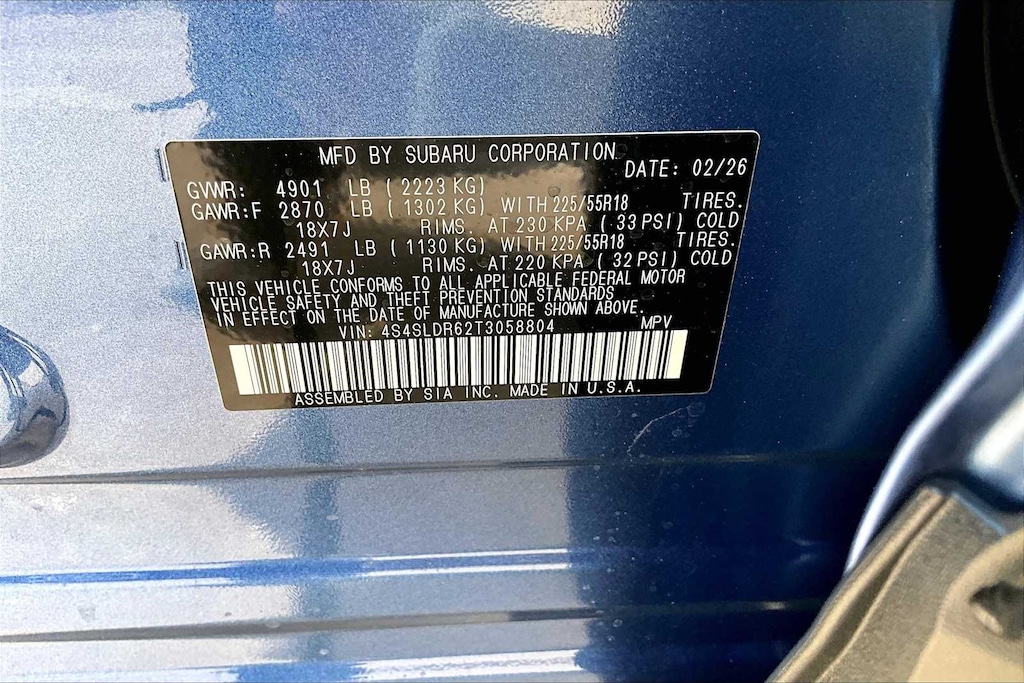 MFD BY SUBARU CORPORATION DATE: 02/26
GVWR: 4901 LB ( 2223 KG)
GAWR:F 2870 LB ( 1302 KG) WITH 225/55R18 TIRES.
18X7J RIMS. AT 230 KPA ( 33 PSI) COLD
GAWR:R 2491 LB ( 1130 KG) WITH 225/55R18 TIRES.
18X7J RIMS. AT 220 KPA ( 32 PSI) COLD
THIS VEHICLE CONFORMS TO ALL APPLICABLE FEDERAL MOTOR
VEHICLE SAFETY AND THEFT PREVENTION STANDARDS
IN EFFECT ON THE DATE OF MANUFACTURE SHOWN ABOVE.
VIN: 4S4SLDR62T3058804 MPV
ASSEMBLED BY SIA INC. MADE IN U.S.A.